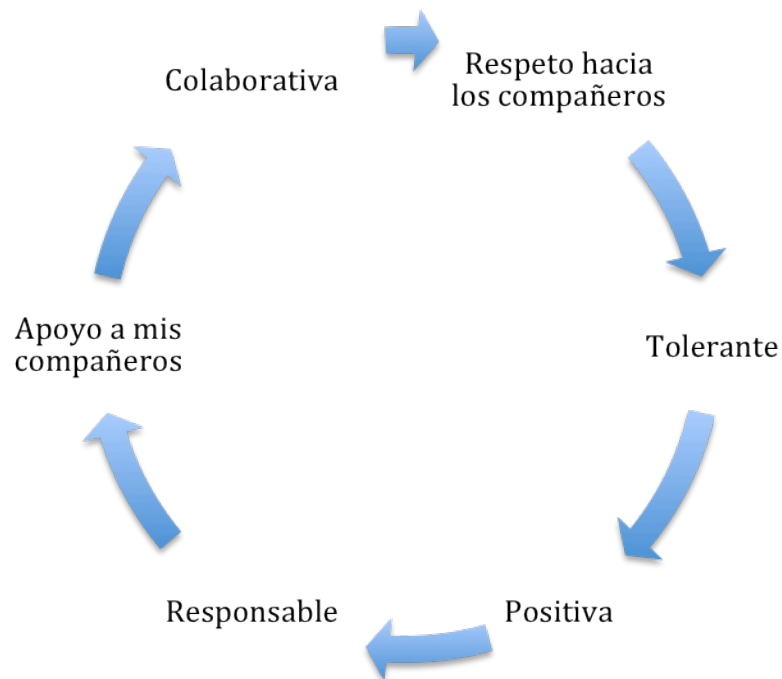 Colaborativa
Respeto hacia
los compañeros
Tolerante
Positiva
Responsable
Apoyo a mis
compañeros